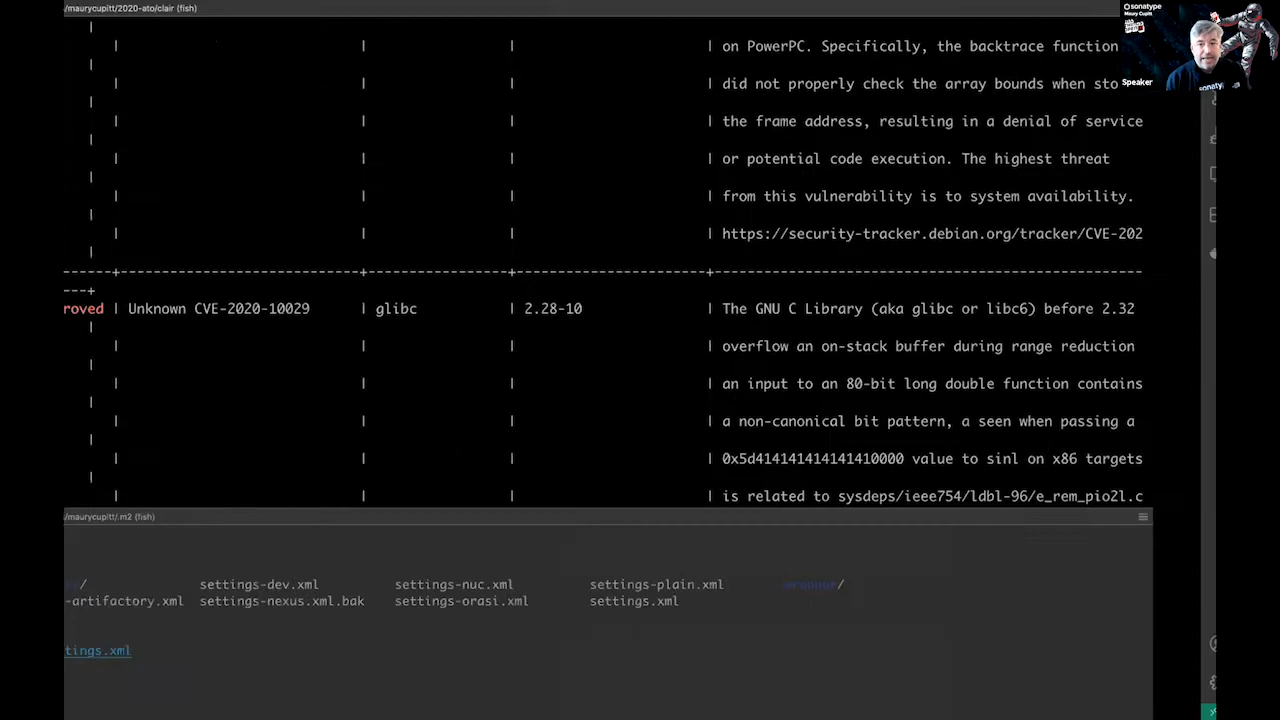 /maurycupitt/2020-ato/clair (fish)
sonatype
Maury Cupitt
Speaker
on PowerPC. Specifically, the backtrace function
did not properly check the array bounds when sto
the frame address, resulting in a denial of service
or potential code execution. The highest threat
from this vulnerability is to system availability.
https://security-tracker.debian.org/tracker/CVE-202
roved | Unknown CVE-2020-10029 | glibc | 2.28-10 | The GNU C Library (aka glibc or libc6) before 2.32
overflow an on-stack buffer during range reduction
an input to an 80-bit long double function contains
a non-canonical bit pattern, a seen when passing a
0x5d414141414141410000 value to sinl on x86 targets
is related to sysdeps/ieee754/ldbl-96/e_rem_pio2l.c
/maurycupitt/.m2 (fish)
/ settings-dev.xml settings-nuc.xml settings-plain.xml wrapper/
-artifactory.xml settings-nexus.xml.bak settings-orasi.xml settings.xml
tings.xml